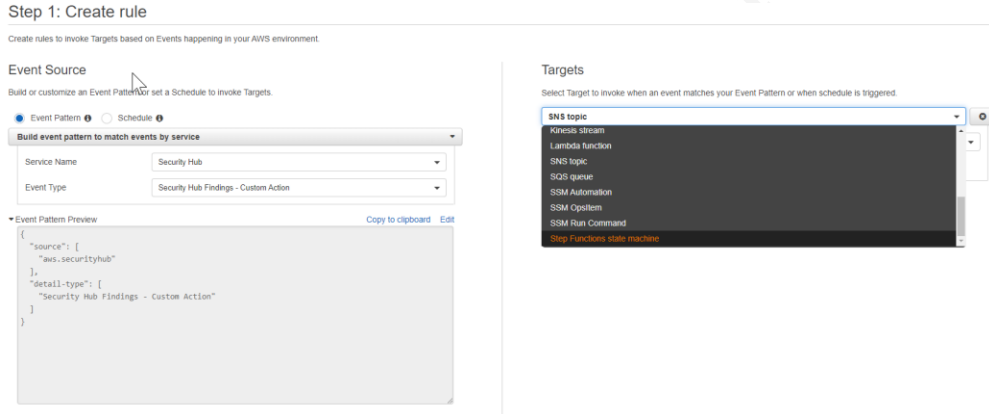 Step 1: Create rule
Create rules to invoke Targets based on Events happening in your AWS environment.
Event Source
Build or customize an Event Pattern or set a Schedule to invoke Targets.
Event Pattern
Schedule
Build event pattern to match events by service
Service Name
Security Hub
Event Type
Security Hub Findings - Custom Action
Event Pattern Preview
Copy to clipboard
Edit
{
"source": [
"aws.securityhub"
],
"detail-type": [
"Security Hub Findings - Custom Action"
]
}
Targets
Select Target to invoke when an event matches your Event Pattern or when schedule is triggered.
SNS topic
Kinesis stream
Lambda function
SNS topic
SQS queue
SSM Automation
SSM OpsItem
SSM Run Command
Step Functions state machine